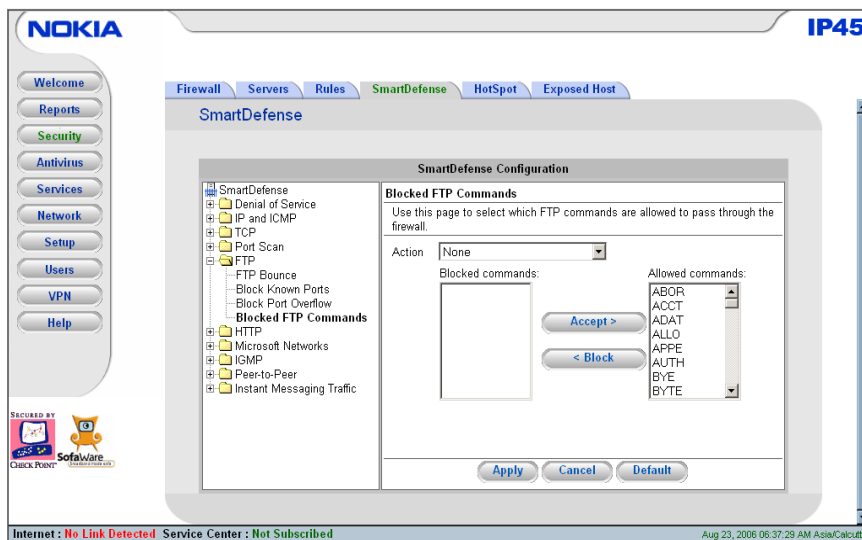 NOKIA
IP45
Welcome
Reports
Security
Antivirus
Services
Network
Setup
Users
VPN
Help
Firewall Servers Rules SmartDefense HotSpot Exposed Host
SmartDefense
SmartDefense Configuration
SmartDefense
Denial of Service
IP and ICMP
TCP
Port Scan
FTP
FTP Bounce
Block Known Ports
Block Port Overflow
Blocked FTP Commands
HTTP
Microsoft Networks
IGMP
Peer-to-Peer
Instant Messaging Traffic
Blocked FTP Commands
Use this page to select which FTP commands are allowed to pass through the
firewall.
Action None
Blocked commands:
Allowed commands:
ABOR
ACCT
ADAT
ALLO
APPE
AUTH
BYE
BYTE
Accept >
< Block
Apply Cancel Default
SECURED BY
CHECK POINT
SofaWare
Internet : No Link Detected Service Center : Not Subscribed
Aug 23, 2006 06:37:29 AM Asia/Calcutt